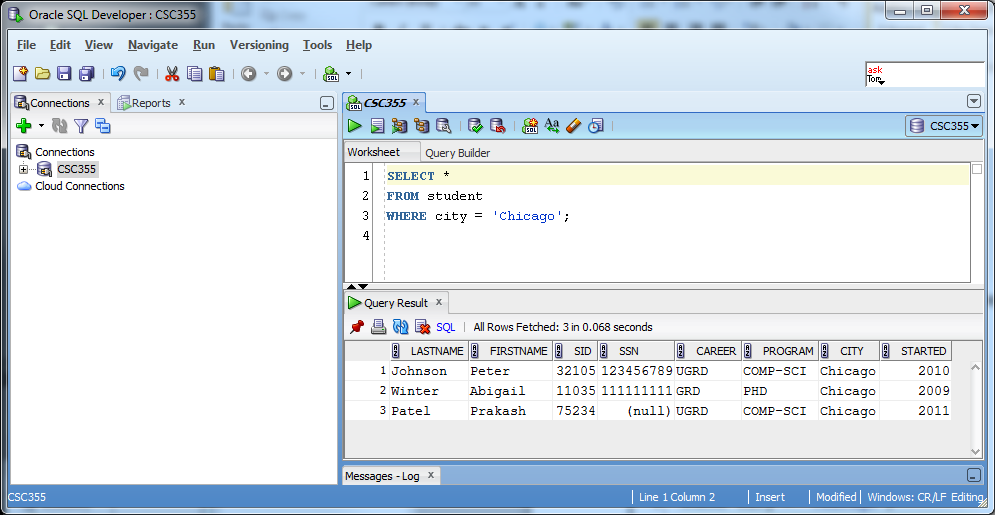 Oracle SQL Developer : CSC355
File Edit View Navigate Run Versioning Tools Help
ask
Tom
Connections x Reports x
Connections
CSC355
Cloud Connections
CSC355 x
CSC355
Worksheet Query Builder
1 SELECT *
2 FROM student
3 WHERE city = 'Chicago';
4
Query Result x
SQL | All Rows Fetched: 3 in 0.068 seconds
LASTNAME FIRSTNAME SID SSN CAREER PROGRAM CITY STARTED
1 Johnson Peter 32105 123456789 UGRD COMP-SCI Chicago 2010
2 Winter Abigail 11035 111111111 GRD PHD Chicago 2009
3 Patel Prakash 75234 (null) UGRD COMP-SCI Chicago 2011
Messages - Log x
CSC355 Line 1 Column 2 Insert Modified Windows: CR/LF Editing